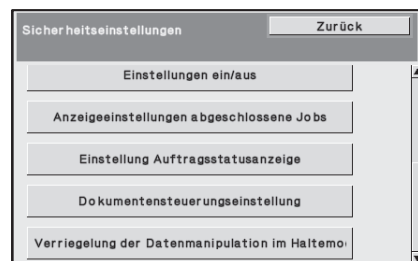 Sicherheitseinstellungen
Zurück
Einstellungen ein/aus
Anzeigeeinstellungen abgeschlossene Jobs
Einstellung Auftragsstatusanzeige
Dokumentensteuerungseinstellung
Verriegelung der Datenmanipulation im Haltemo